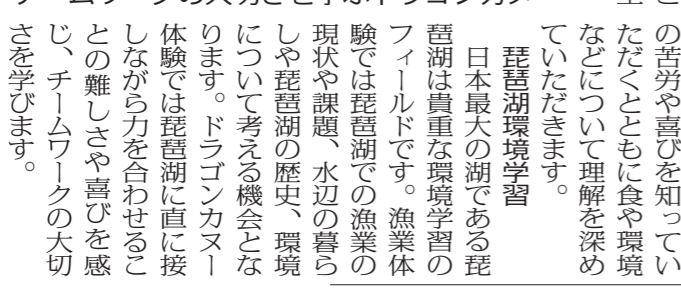 の苦労や喜びを知ってい
ただくとともに食や環境
などについて理解を深め
ていただきます。
琵琶湖環境学習
日本最大の湖である琵
琶湖は貴重な環境学習の
フィールドです。漁業体
験では琵琶湖での漁業の
現状や課題、水辺の暮ら
しや琵琶湖の歴史、環境
について考える機会とな
ります。ドラゴンカヌー
体験では琵琶湖に直に接
しながら力を合わせるこ
との難しさや喜びを感
じ、チームワークの大切
さを学びます。